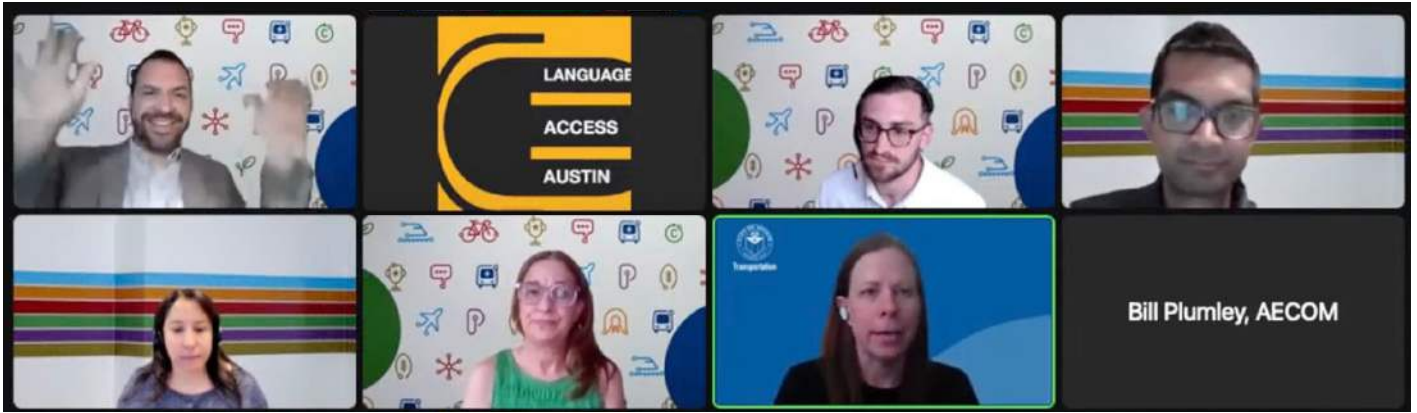 LANGUAGE
ACCESS
AUSTIN
Transportation
Bill Plumley, AECOM